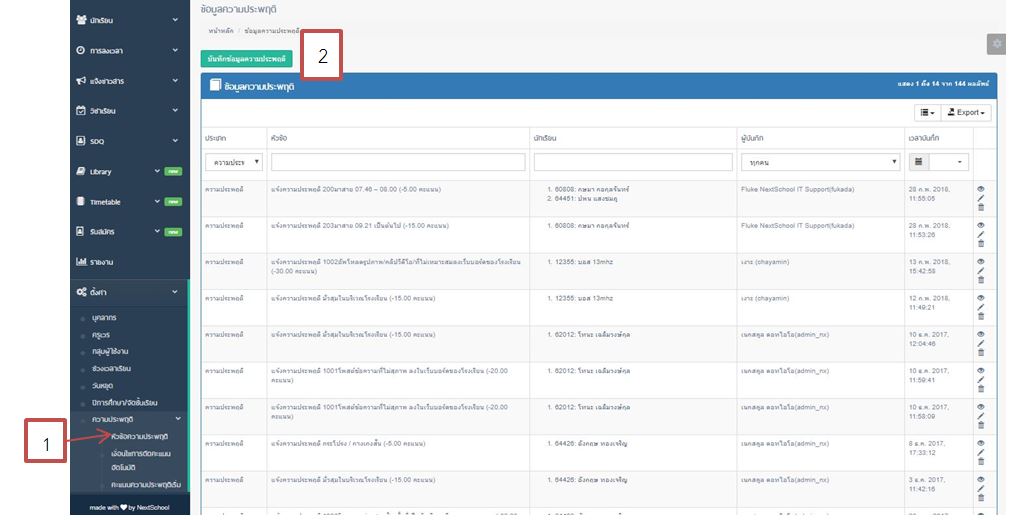 นักเรียน
การลงเวลา
แจ้งข่าวสาร
วิชาเรียน
SDQ
Library new
Timetable new
รับสมัคร new
รายงาน
ตั้งค่า
บุคลากร
ครูเวร
กลุ่มผู้ใช้งาน
ช่วงเวลาเรียน
วันหยุด
ปีการศึกษา/จัดชั้นเรียน
ความประพฤติ
1
หัวข้อความประพฤติ
เงื่อนไขการตัดคะแนน
อัตโนมัติ
คะแนนความประพฤติเริ่ม
made with by NextSchool
ข้อมูลความประพฤติ
หน้าหลัก / ข้อมูลความประพฤติ
บันทึกข้อมูลความประพฤติ
2
ข้อมูลความประพฤติ แสดง 1 ถึง 14 จาก 144 ผลลัพธ์
Export
ประเภท หัวข้อ นักเรียน ผู้บันทึก เวลาบันทึก
ความประพ ทุกคน
ความประพฤติ แจ้งความประพฤติ 200มาสาย 07.46 – 08.00 (-5.00 คะแนน) 1. 60808: กษมา กอกุลจันทร์ Fluke NextSchool IT Support(fukada) 28 ก.พ. 2018,
2. 64451: ปพน แสงชมภู 11:55:05
ความประพฤติ แจ้งความประพฤติ 203มาสาย 09.21 เป็นต้นไป (-15.00 คะแนน) 1. 60808: กษมา กอกุลจันทร์ Fluke NextSchool IT Support(fukada) 28 ก.พ. 2018,
11:53:26
ความประพฤติ แจ้งความประพฤติ 1002อัพโหลดรูปภาพ/คลิปวีดีโอ/ที่ไม่เหมาะสมลงเว็บบอร์ดของโรงเรียน 1. 12355: บอส 13mhz เงาะ (chayamin) 13 ก.พ. 2018,
(-30.00 คะแนน) 15:42:58
ความประพฤติ แจ้งความประพฤติ มั่วสุมในบริเวณโรงเรียน (-15.00 คะแนน) 1. 12355: บอส 13mhz เงาะ (chayamin) 12 ก.พ. 2018,
11:49:21
ความประพฤติ แจ้งความประพฤติ มั่วสุมในบริเวณโรงเรียน (-15.00 คะแนน) 1. 62012: โทนะ เฉลิมวงษ์กุล เนคสคูล ดอทไอโอ(admin_nx) 10 ธ.ค. 2017,
12:04:46
ความประพฤติ แจ้งความประพฤติ 1001โพสต์ข้อความที่ไม่สุภาพ ลงในเว็บบอร์ดของโรงเรียน (-20.00 1. 62012: โทนะ เฉลิมวงษ์กุล เนคสคูล ดอทไอโอ(admin_nx) 10 ธ.ค. 2017,
คะแนน) 11:59:41
ความประพฤติ แจ้งความประพฤติ 1001โพสต์ข้อความที่ไม่สุภาพ ลงในเว็บบอร์ดของโรงเรียน (-20.00 1. 62012: โทนะ เฉลิมวงษ์กุล เนคสคูล ดอทไอโอ(admin_nx) 10 ธ.ค. 2017,
คะแนน) 11:58:09
ความประพฤติ แจ้งความประพฤติ กระโปรง / กางเกงสั้น (-5.00 คะแนน) 1. 64426: อังคฤษ ทองเจริญ เนคสคูล ดอทไอโอ(admin_nx) 8 ธ.ค. 2017,
17:33:12
ความประพฤติ แจ้งความประพฤติ มั่วสุมในบริเวณโรงเรียน (-15.00 คะแนน) 1. 64426: อังคฤษ ทองเจริญ เนคสคูล ดอทไอโอ(admin_nx) 3 ธ.ค. 2017,
11:42:16